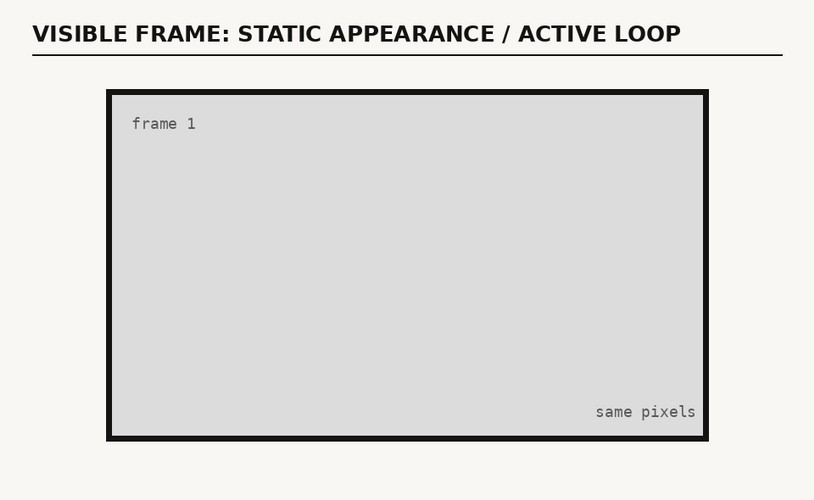 VISIBLE FRAME: STATIC APPEARANCE / ACTIVE LOOP
frame 1
same pixels